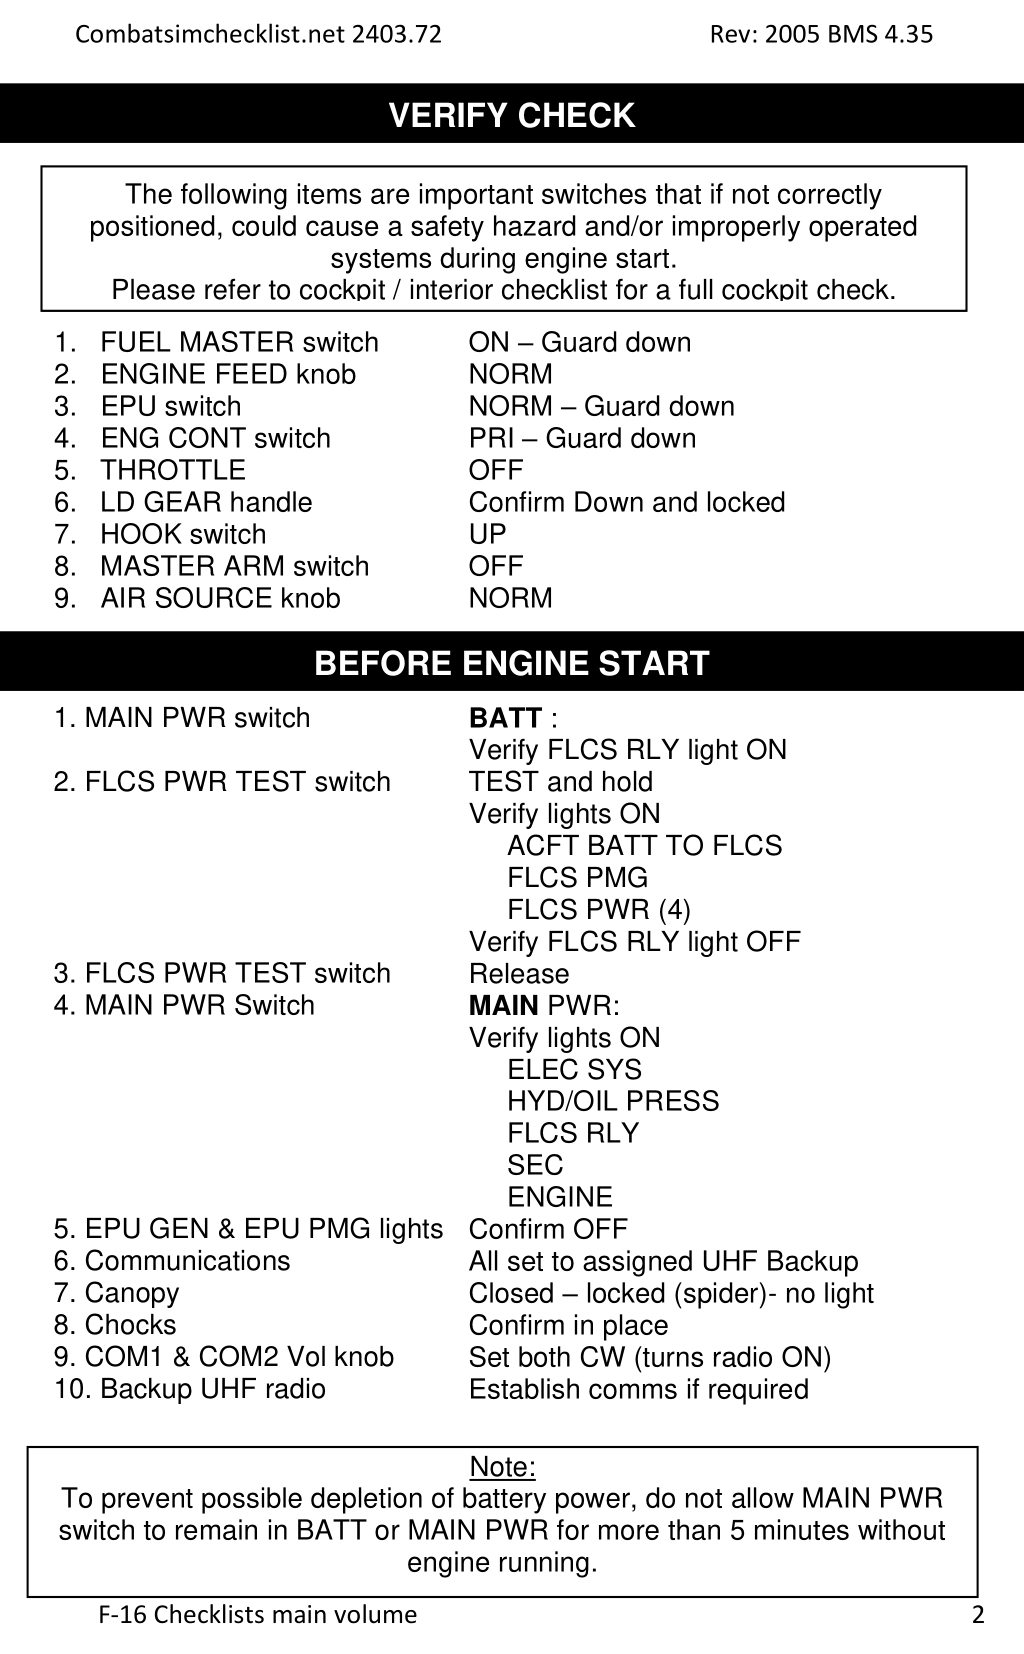 Combatsimchecklist.net 2403.72 Rev: 2005 BMS 4.35
VERIFY CHECK
The following items are important switches that if not correctly
positioned, could cause a safety hazard and/or improperly operated
systems during engine start.
Please refer to cockpit / interior checklist for a full cockpit check.
1. FUEL MASTER switch ON – Guard down
2. ENGINE FEED knob NORM
3. EPU switch NORM – Guard down
4. ENG CONT switch PRI – Guard down
5. THROTTLE OFF
6. LD GEAR handle Confirm Down and locked
7. HOOK switch UP
8. MASTER ARM switch OFF
9. AIR SOURCE knob NORM
BEFORE ENGINE START
1. MAIN PWR switch BATT :
Verify FLCS RLY light ON
2. FLCS PWR TEST switch TEST and hold
Verify lights ON
ACFT BATT TO FLCS
FLCS PMG
FLCS PWR (4)
Verify FLCS RLY light OFF
3. FLCS PWR TEST switch Release
4. MAIN PWR Switch MAIN PWR:
Verify lights ON
ELEC SYS
HYD/OIL PRESS
FLCS RLY
SEC
ENGINE
5. EPU GEN & EPU PMG lights Confirm OFF
6. Communications All set to assigned UHF Backup
7. Canopy Closed – locked (spider)- no light
8. Chocks Confirm in place
9. COM1 & COM2 Vol knob Set both CW (turns radio ON)
10. Backup UHF radio Establish comms if required
Note:
To prevent possible depletion of battery power, do not allow MAIN PWR
switch to remain in BATT or MAIN PWR for more than 5 minutes without
engine running.
F-16 Checklists main volume 2